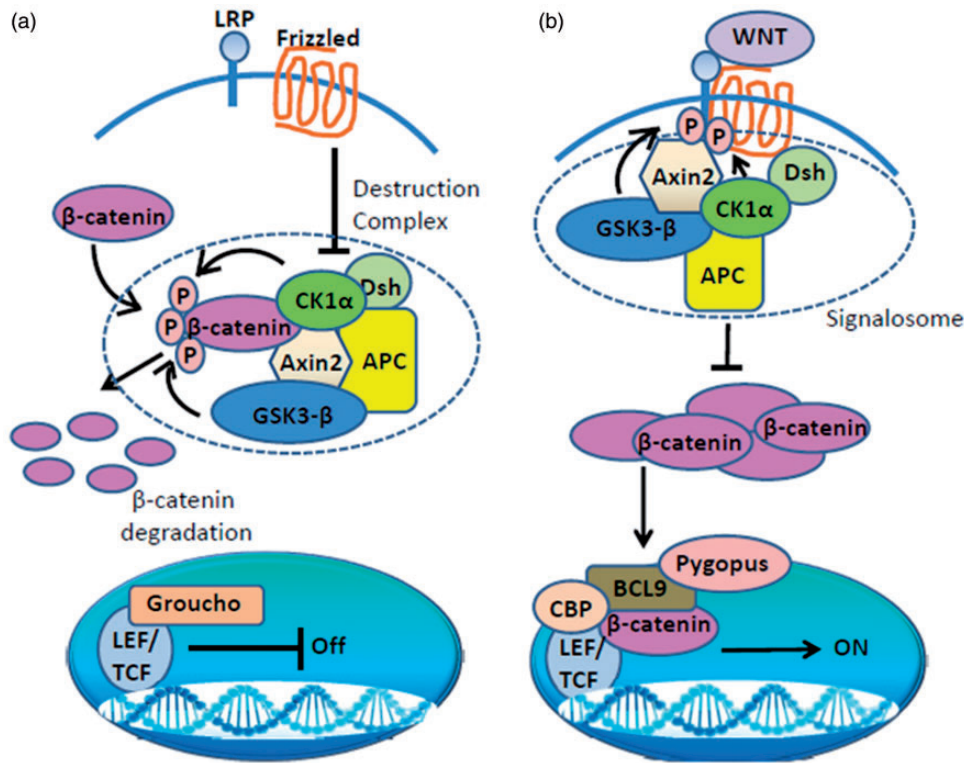 (a)
LRP
Frizzled
Destruction
Complex
β-catenin
P
P
P
β-catenin
CK1α
Dsh
Axin2
APC
GSK3-β
β-catenin
degradation
Groucho
LEF/
TCF
Off
(b)
WNT
P
P
Axin2
Dsh
CK1α
GSK3-β
APC
Signalosome
β-catenin
β-catenin
Pygopus
BCL9
CBP
β-catenin
LEF/
TCF
ON